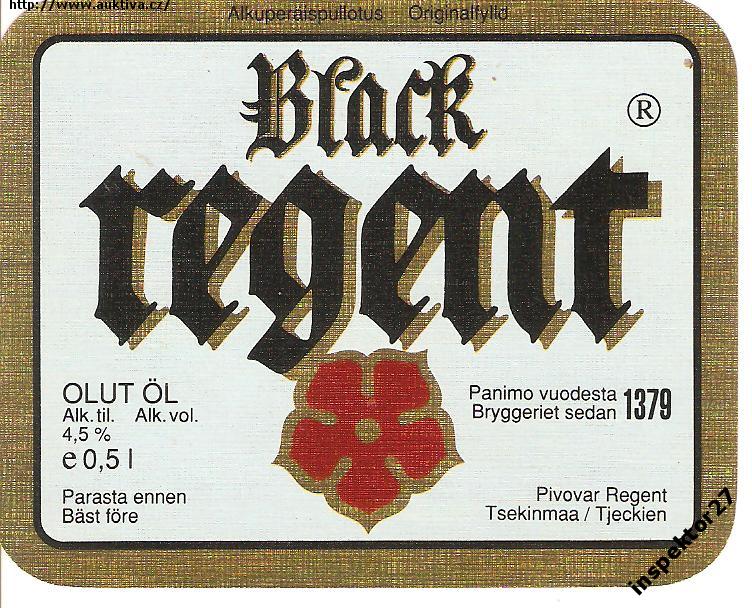 http://www.auktiva.cz/
Alkuperäispullotus Originalfylld
Black
®
regent
OLUT ÖL
Alk. til. Alk. vol.
4,5 %
e 0,5 l
Panimo vuodesta 1379
Bryggeriet sedan
Parasta ennen
Bäst före
Pivovar Regent
Tsekinmaa / Tjeckien
inspektor27